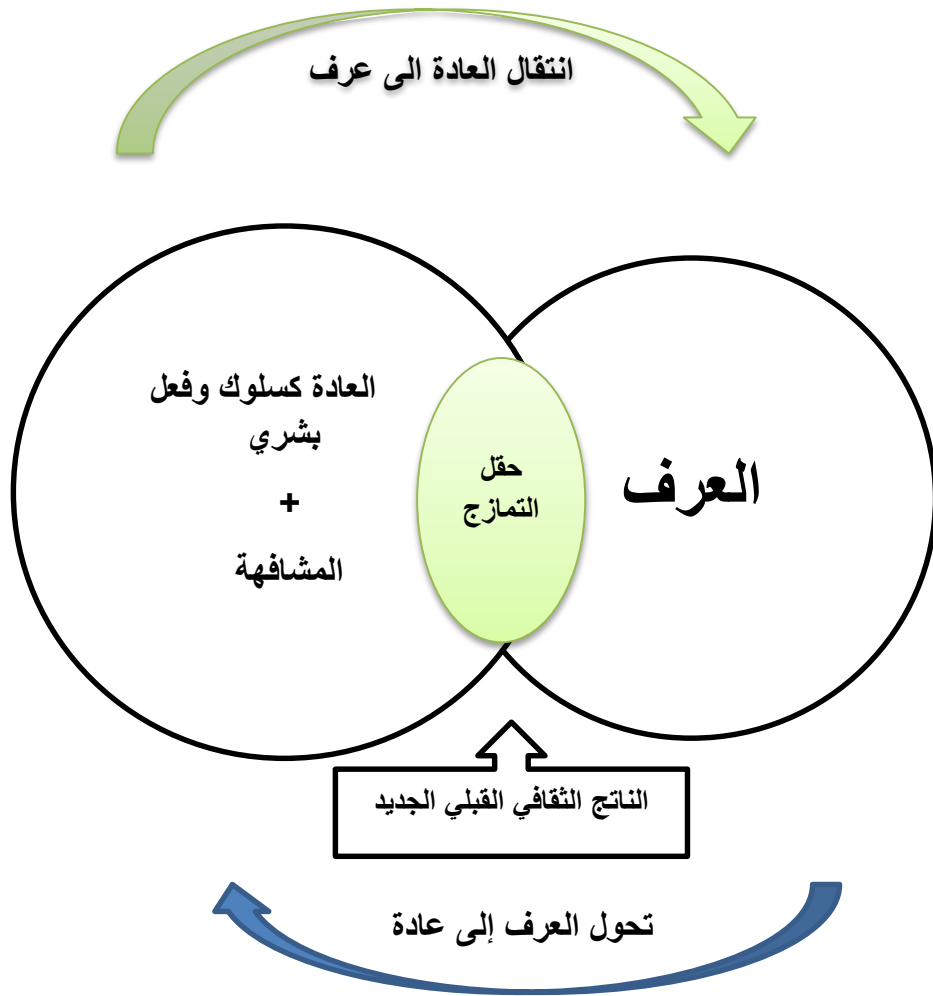 انتقال العادة الى عرف
العرف
حقل
التمازج
العادة كسلوك وفعل
بشري
+
المشافهة
الناتج الثقافي القبلي الجديد
تحول العرف إلى عادة